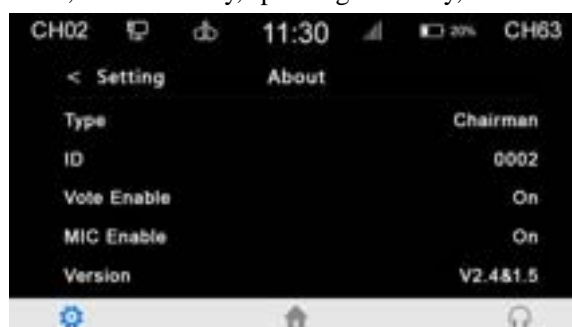 CH02 11:30 20% CH63
< Setting About
Type Chairman
ID 0002
Vote Enable On
MIC Enable On
Version V2.4&1.5